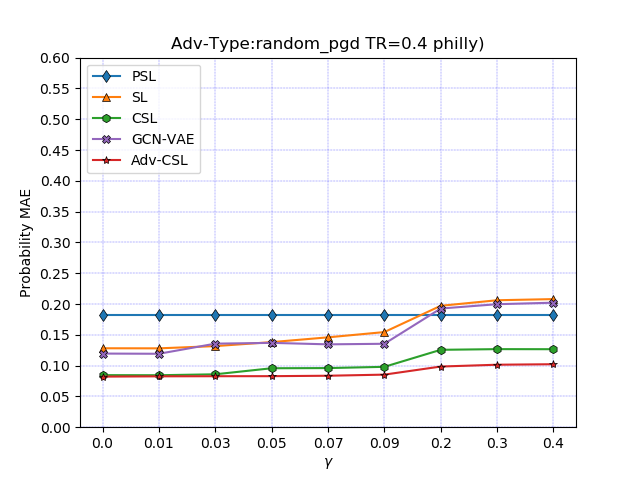 Adv-Type:random_pgd TR=0.4 philly)
0.60
0.55
0.50
0.45
0.40
0.35
0.30
0.25
0.20
0.15
0.10
0.05
0.00
Probability MAE
PSL
SL
CSL
GCN-VAE
Adv-CSL
0.0 0.01 0.03 0.05 0.07 0.09 0.2 0.3 0.4
γ